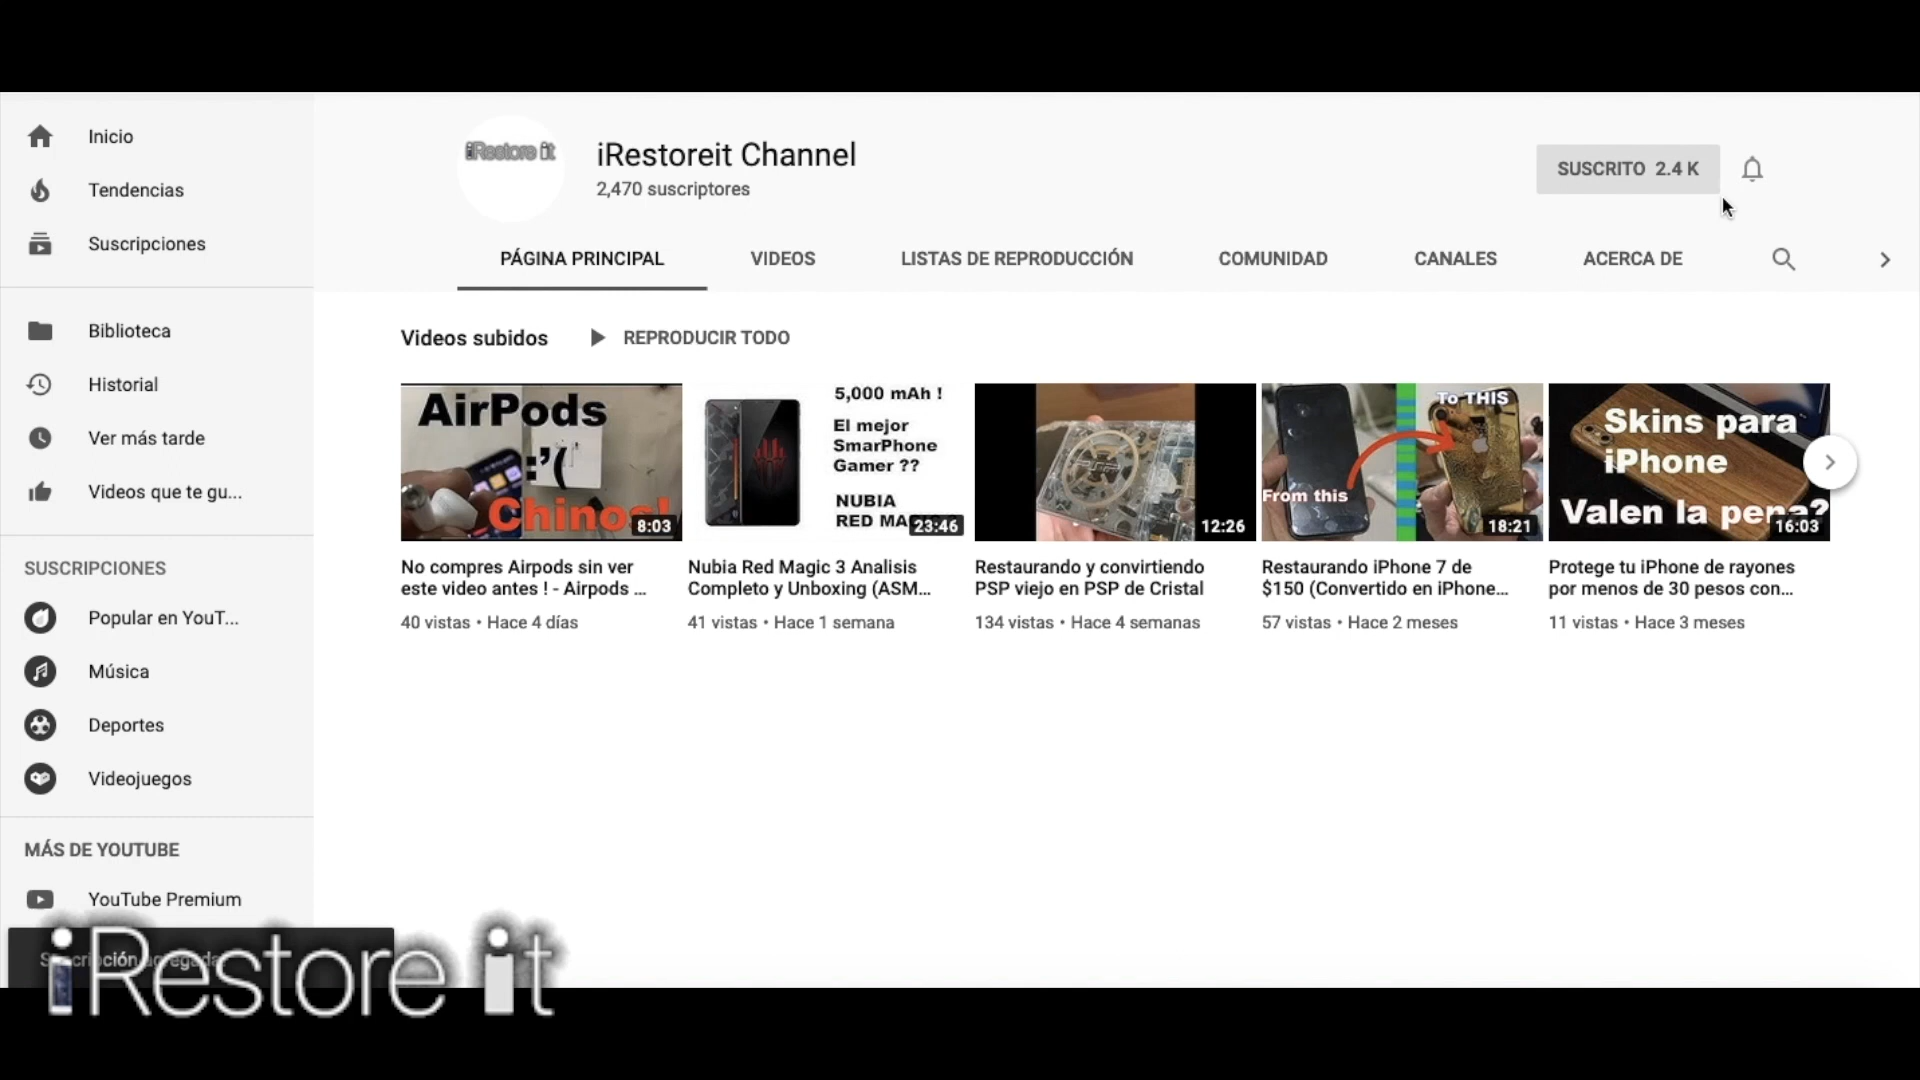 Inicio
Tendencias
Suscripciones
Biblioteca
Historial
Ver más tarde
Videos que te gu...
SUSCRIPCIONES
Popular en YouT...
Música
Deportes
Videojuegos
MÁS DE YOUTUBE
YouTube Premium
Suscripción agregada
iRestore it
iRestore it
iRestoreit Channel
2,470 suscriptores
SUSCRITO 2.4 K
PÁGINA PRINCIPAL
VIDEOS
LISTAS DE REPRODUCCIÓN
COMUNIDAD
CANALES
ACERCA DE
Videos subidos
REPRODUCIR TODO
AirPods
:'(
Chinos!
8:03
No compres Airpods sin ver
este video antes ! - Airpods ...
40 vistas • Hace 4 días
5,000 mAh !
El mejor
SmarPhone
Gamer ??
NUBIA
RED MA
23:46
Nubia Red Magic 3 Analisis
Completo y Unboxing (ASM...
41 vistas • Hace 1 semana
12:26
Restaurando y convirtiendo
PSP viejo en PSP de Cristal
134 vistas • Hace 4 semanas
To THIS
From this
18:21
Restaurando iPhone 7 de
$150 (Convertido en iPhone...
57 vistas • Hace 2 meses
Skins para
iPhone
Valen la pena?
16:03
Protege tu iPhone de rayones
por menos de 30 pesos con...
11 vistas • Hace 3 meses